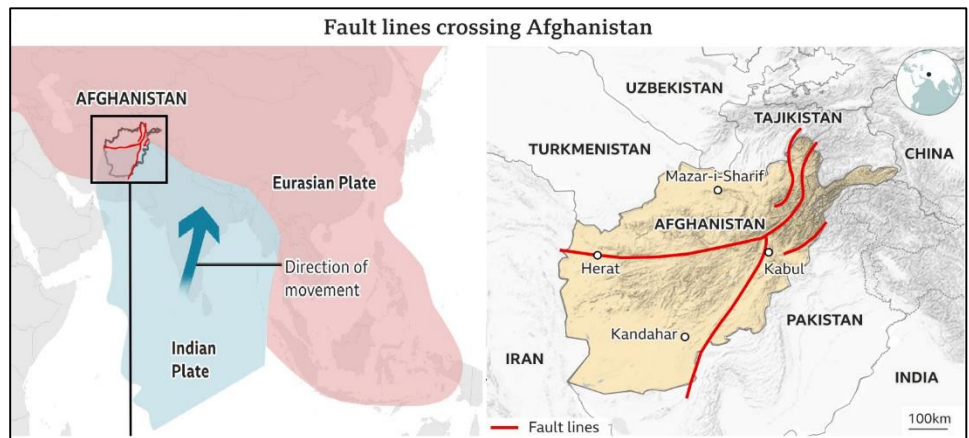 Fault lines crossing Afghanistan
AFGHANISTAN
Eurasian Plate
Direction of
movement
Indian
Plate
UZBEKISTAN
TAJIKISTAN
TURKMENISTAN
CHINA
Mazar-i-Sharif
AFGHANISTAN
Herat
Kabul
Kandahar
PAKISTAN
IRAN
INDIA
Fault lines
100km